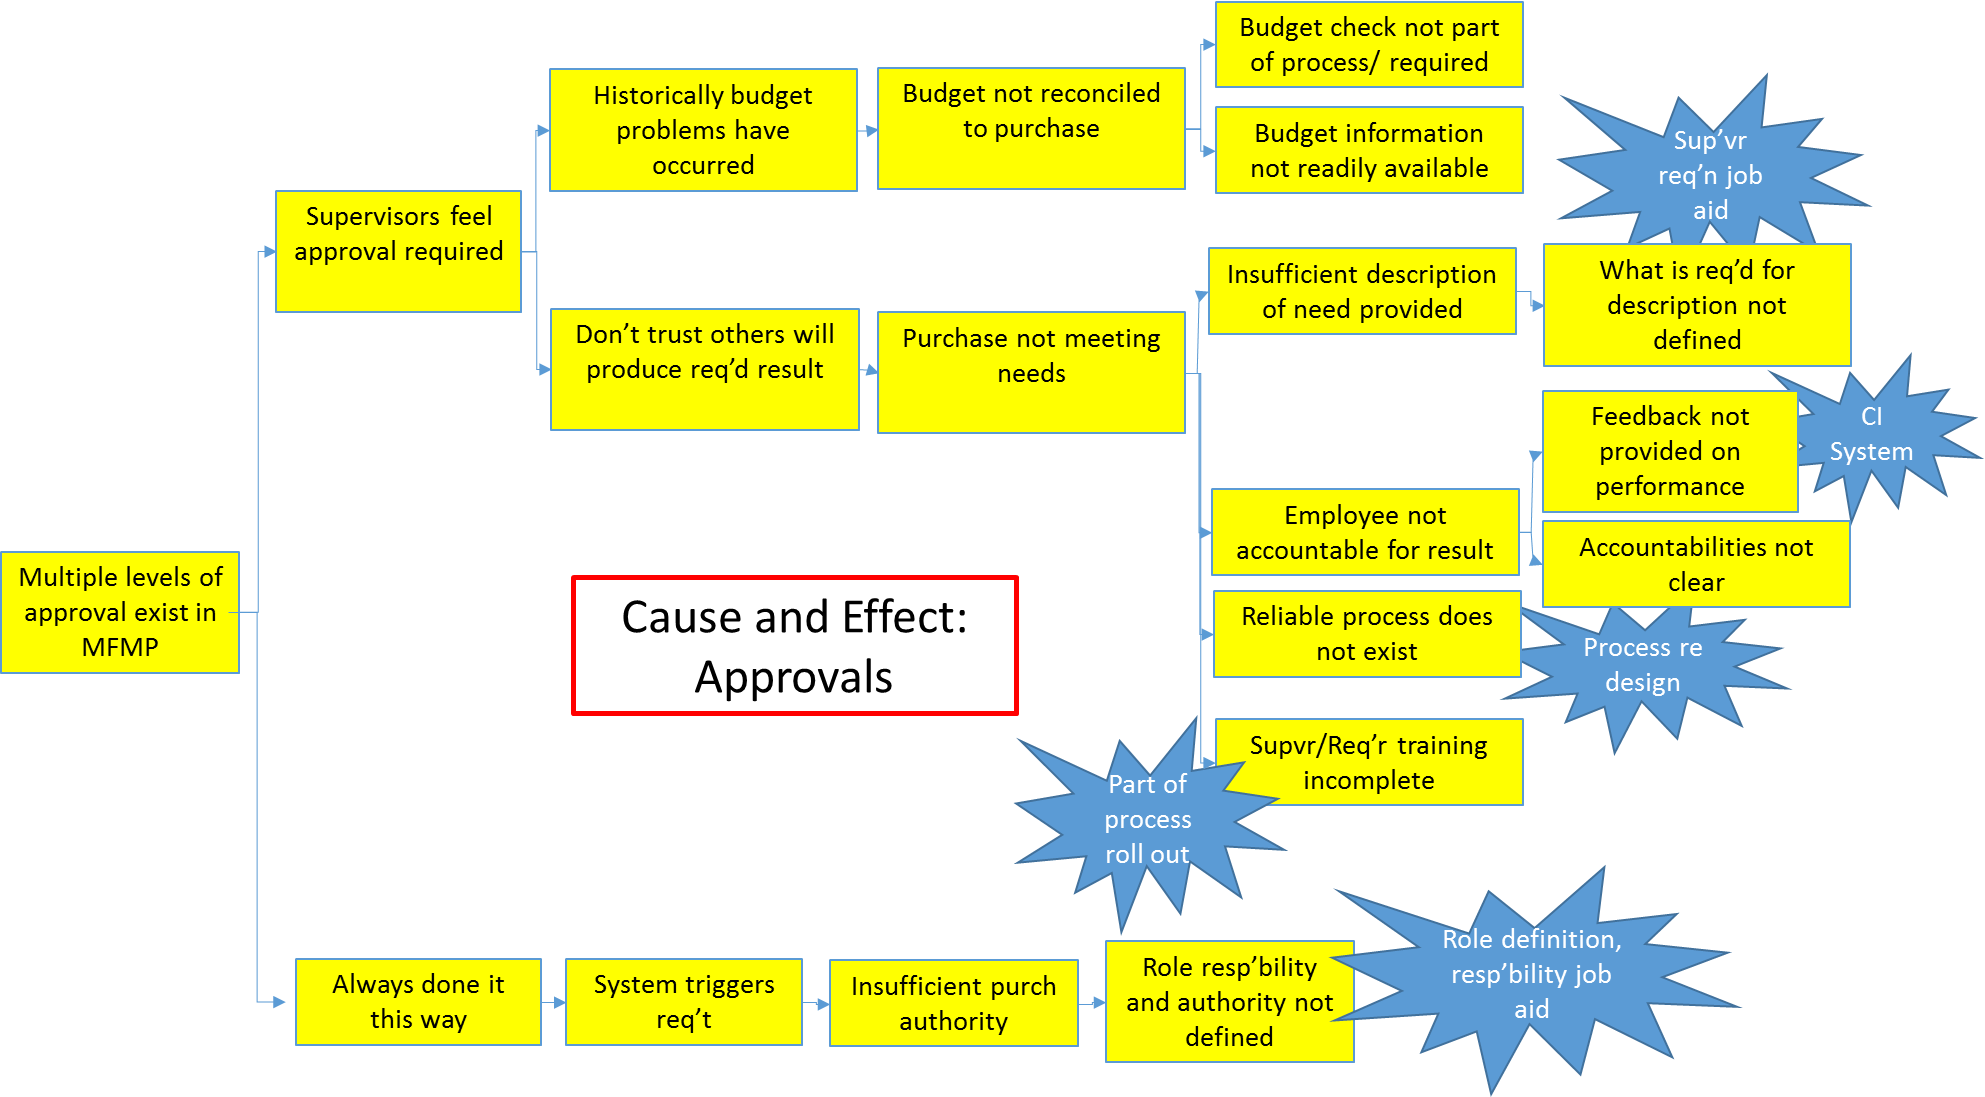 Budget check not part
of process/ required
Historically budget
problems have
occurred
Budget not reconciled
to purchase
Budget information
not readily available
Sup’vr
req’n job
aid
Supervisors feel
approval required
Insufficient description
of need provided
What is req’d for
description not
defined
Don’t trust others will
produce req’d result
Purchase not meeting
needs
Feedback not
provided on
performance
CI
System
Employee not
accountable for result
Accountabilities not
clear
Multiple levels of
approval exist in
MFMP
Cause and Effect:
Approvals
Reliable process does
not exist
Process re
design
Supvr/Req’r training
incomplete
Part of
process
roll out
Always done it
this way
System triggers
req’t
Insufficient purch
authority
Role resp’bility
and authority not
defined
Role definition,
resp’bility job
aid